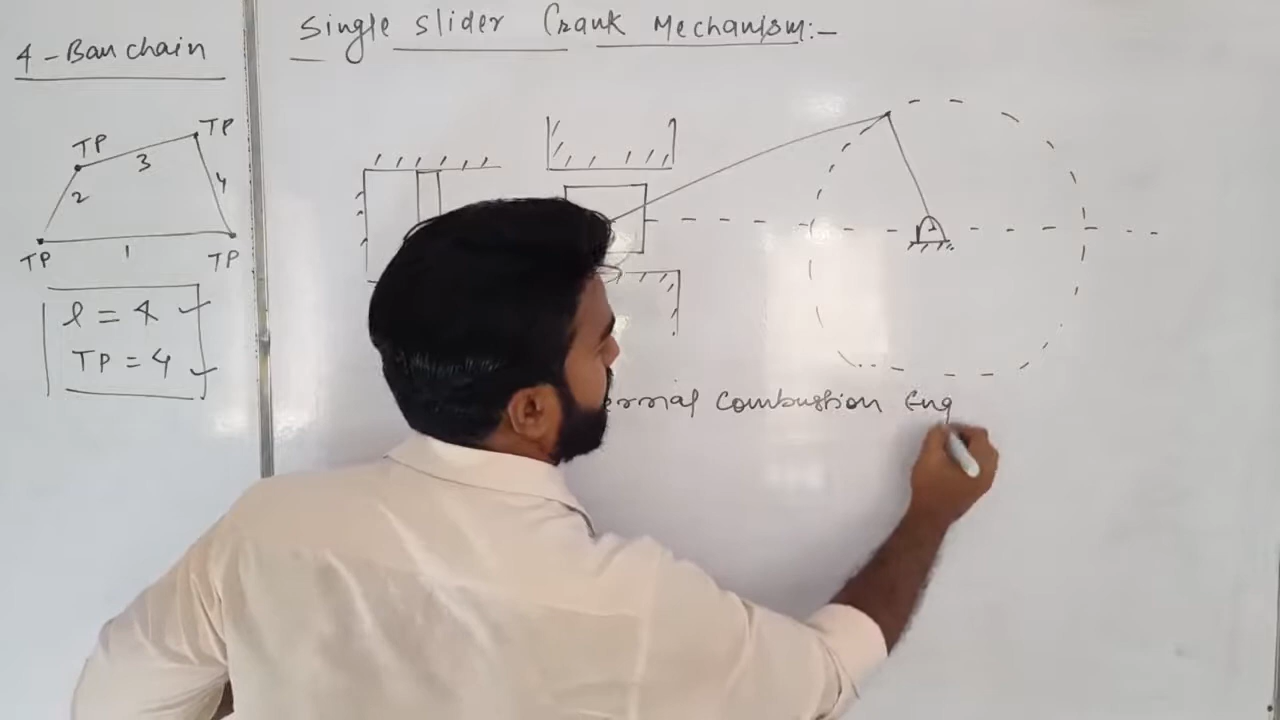 4 - Bar chain
TP
TP
3
2
4
1
TP
TP
l = 4
TP = 4
Single slider Crank Mechanism:-
Combustion Eng